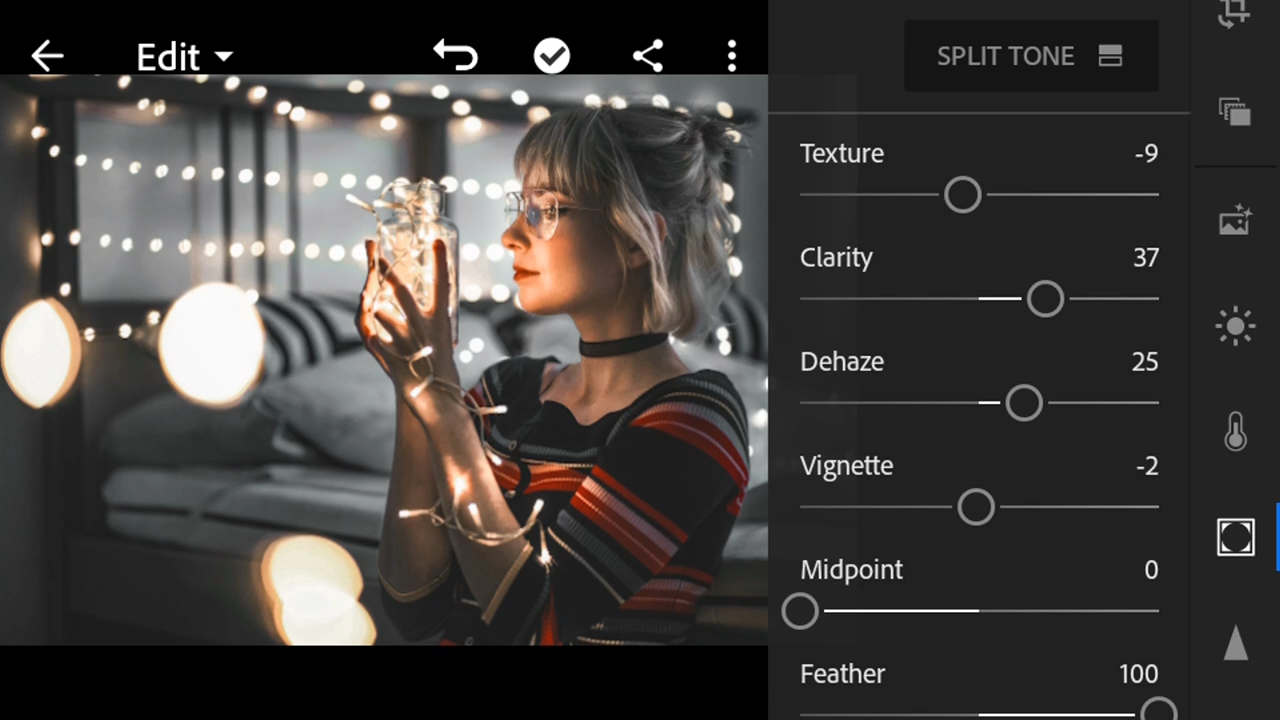 Edit
SPLIT TONE
Texture -9
Clarity 37
Dehaze 25
Vignette -2
Midpoint 0
Feather 100